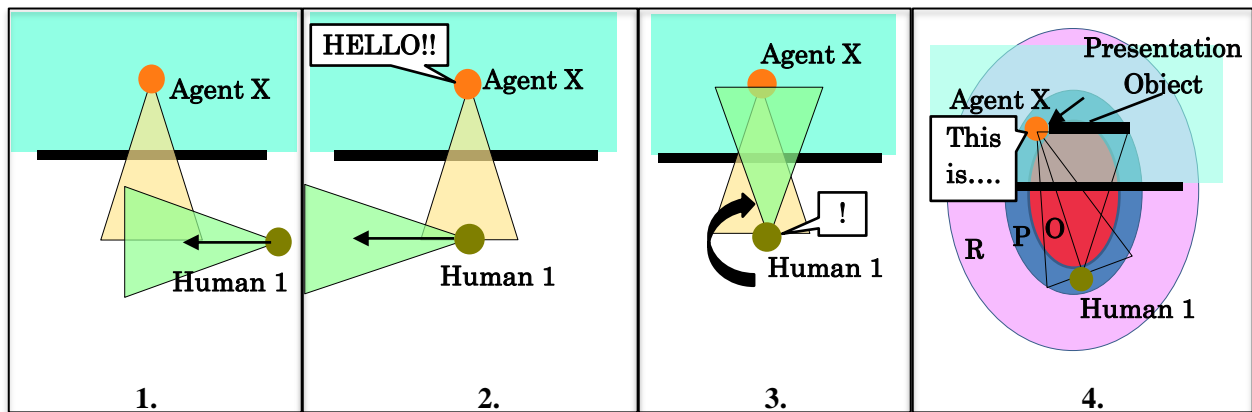 Agent X
Human 1
1.
HELLO!!
Agent X
Human 1
2.
Agent X
!
Human 1
3.
Presentation
Object
Agent X
This
is....
R
P
O
Human 1
4.